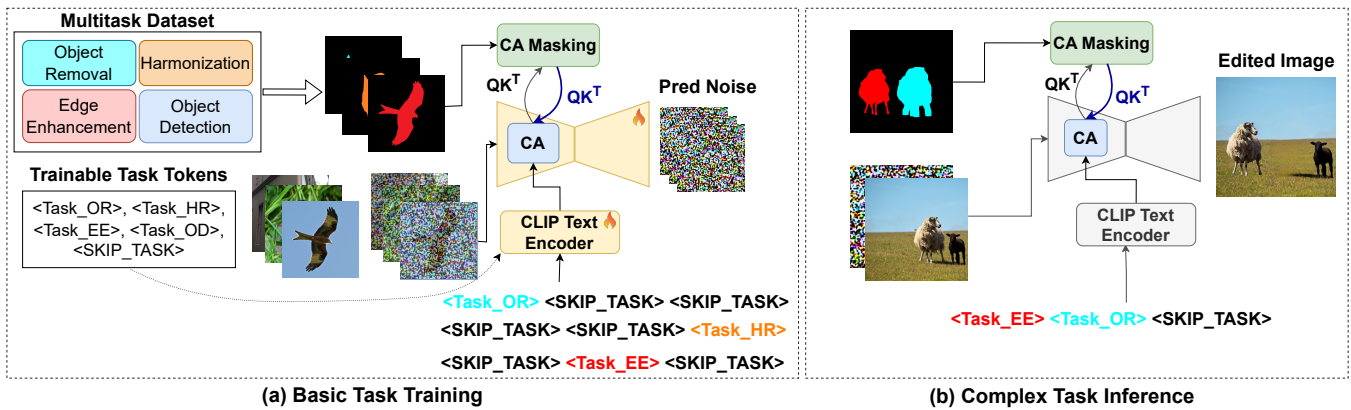 Multitask Dataset
Object
Removal
Harmonization
Edge
Enhancement
Object
Detection
Trainable Task Tokens
<Task_OR>, <Task_HR>,
<Task_EE>, <Task_OD>,
<SKIP_TASK>
CA Masking
QK^T
QK^T
CA
Pred Noise
CLIP Text
Encoder
<Task_OR> <SKIP_TASK> <SKIP_TASK>
<SKIP_TASK> <SKIP_TASK> <Task_HR>
<SKIP_TASK> <Task_EE> <SKIP_TASK>
(a) Basic Task Training
CA Masking
QK^T
QK^T
CA
Edited Image
CLIP Text
Encoder
<Task_EE> <Task_OR> <SKIP_TASK>
(b) Complex Task Inference